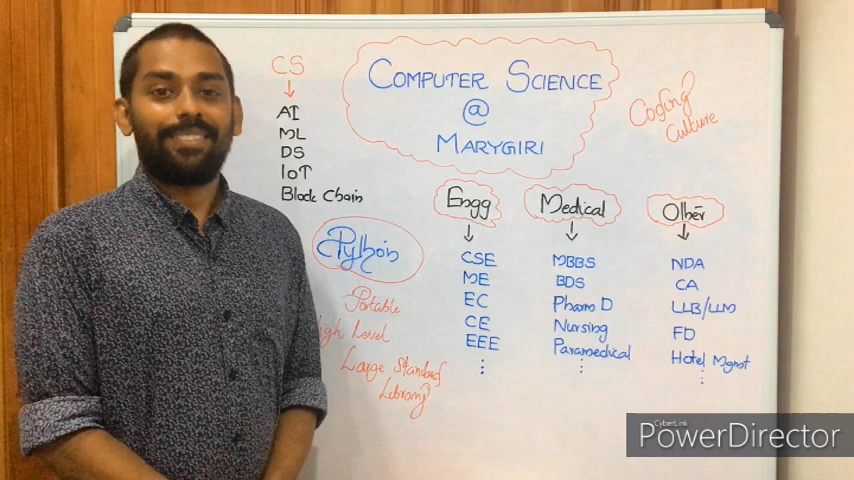 CS
AI
ML
DS
IoT
Block Chain
COMPUTER SCIENCE
@
MARYGIRI
Coding
Culture
Python
Portable
High Level
Large Standard
Library
Engg
CSE
ME
EC
CE
EEE
Medical
MBBS
BDS
Pharm D
Nursing
Paramedical
Other
NDA
CA
LLB/LLM
FD
Hotel Mgmt
CyberLink
PowerDirector